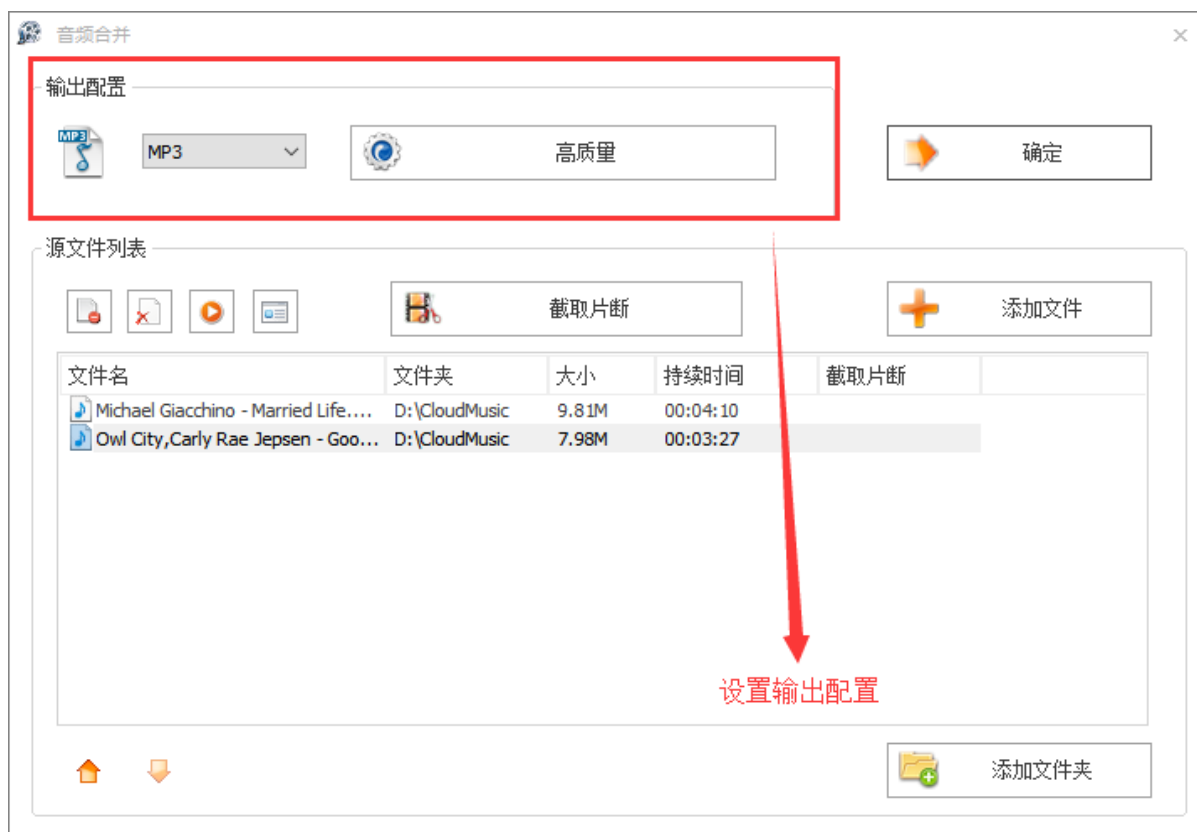 音频合并
输出配置
MP3 MP3 高质量 确定
源文件列表
截取片断 添加文件
文件名 文件夹 大小 持续时间 截取片断
Michael Giacchino - Married Life.... D:\CloudMusic 9.81M 00:04:10
Owl City,Carly Rae Jepsen - Goo... D:\CloudMusic 7.98M 00:03:27
设置输出配置
添加文件夹